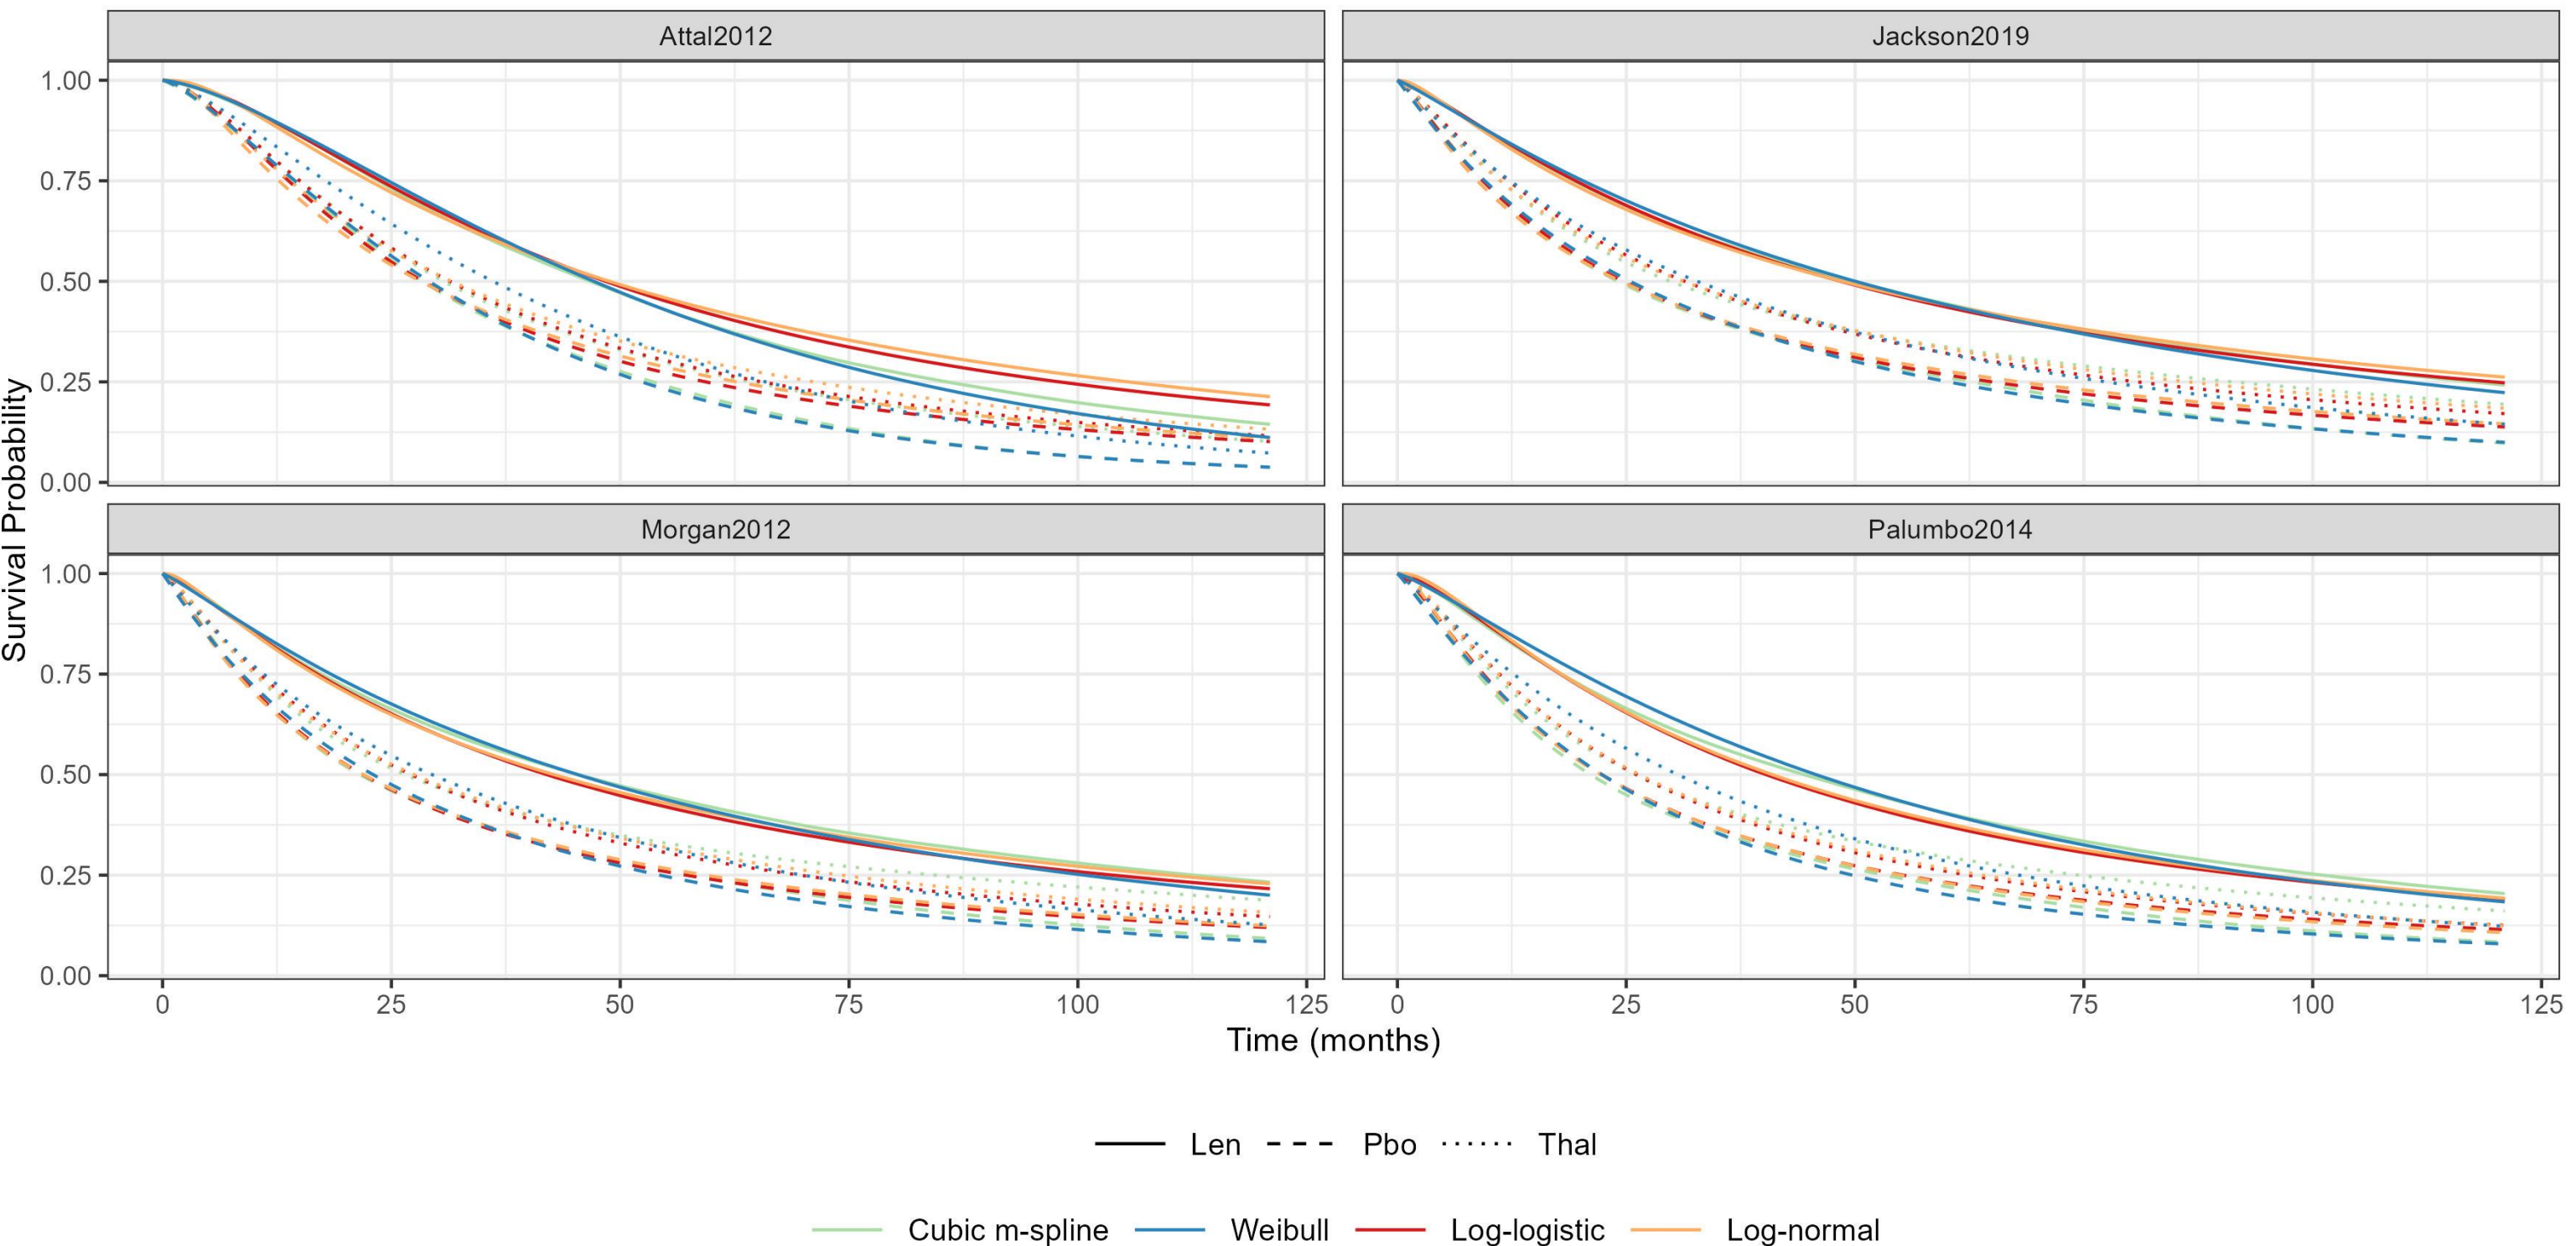 Attal2012 Jackson2019
1.00
0.75
0.50
0.25
0.00
Morgan2012 Palumbo2014
1.00
0.75
0.50
0.25
0.00
Survival Probability
0 25 50 75 100 125 0 25 50 75 100 125
Time (months)
Len Pbo Thal
Cubic m-spline Weibull Log-logistic Log-normal